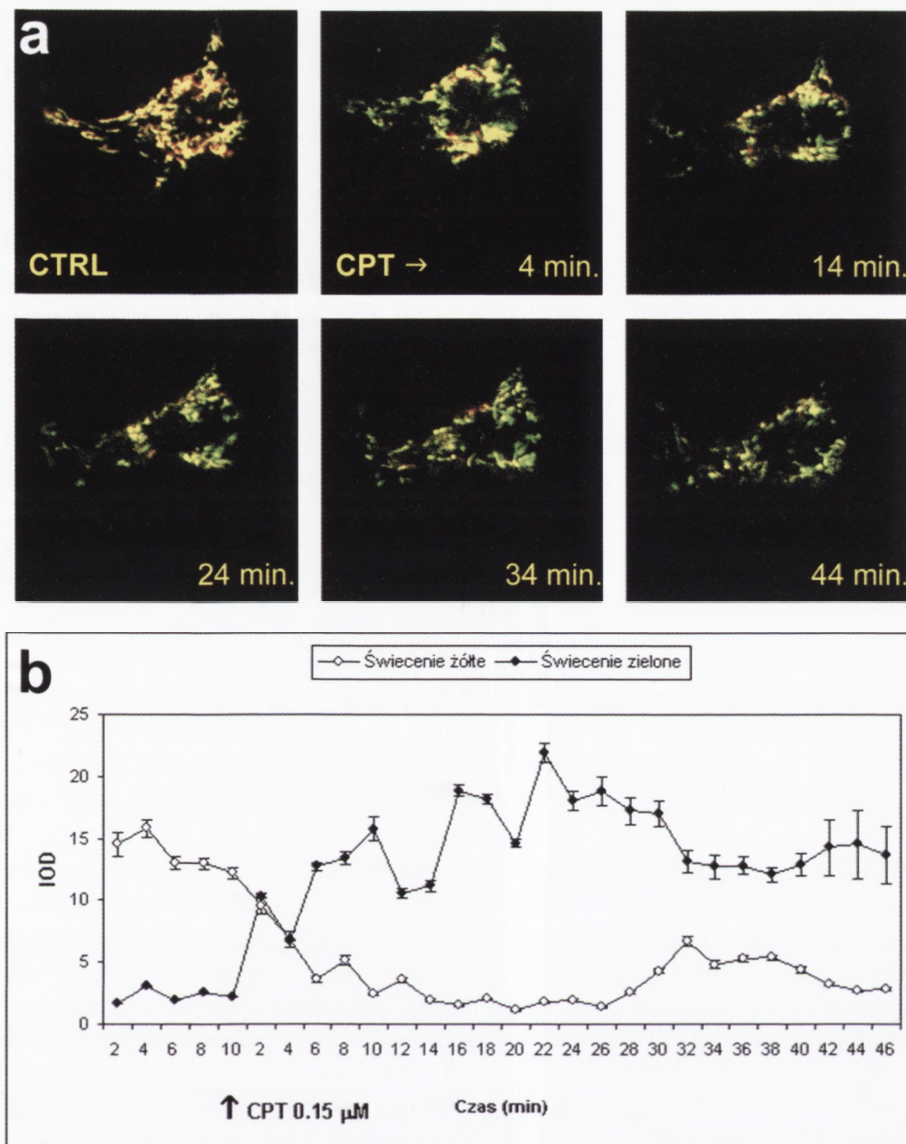 a
CTRL
CPT → 4 min.
14 min.
24 min.
34 min.
44 min.
b
Świecenie żółte Świecenie zielone
25
20
15
10
5
0
IOD
2 4 6 8 10 2 4 6 8 10 12 14 16 18 20 22 24 26 28 30 32 34 36 38 40 42 44 46
↑ CPT 0.15 µM Czas (min)